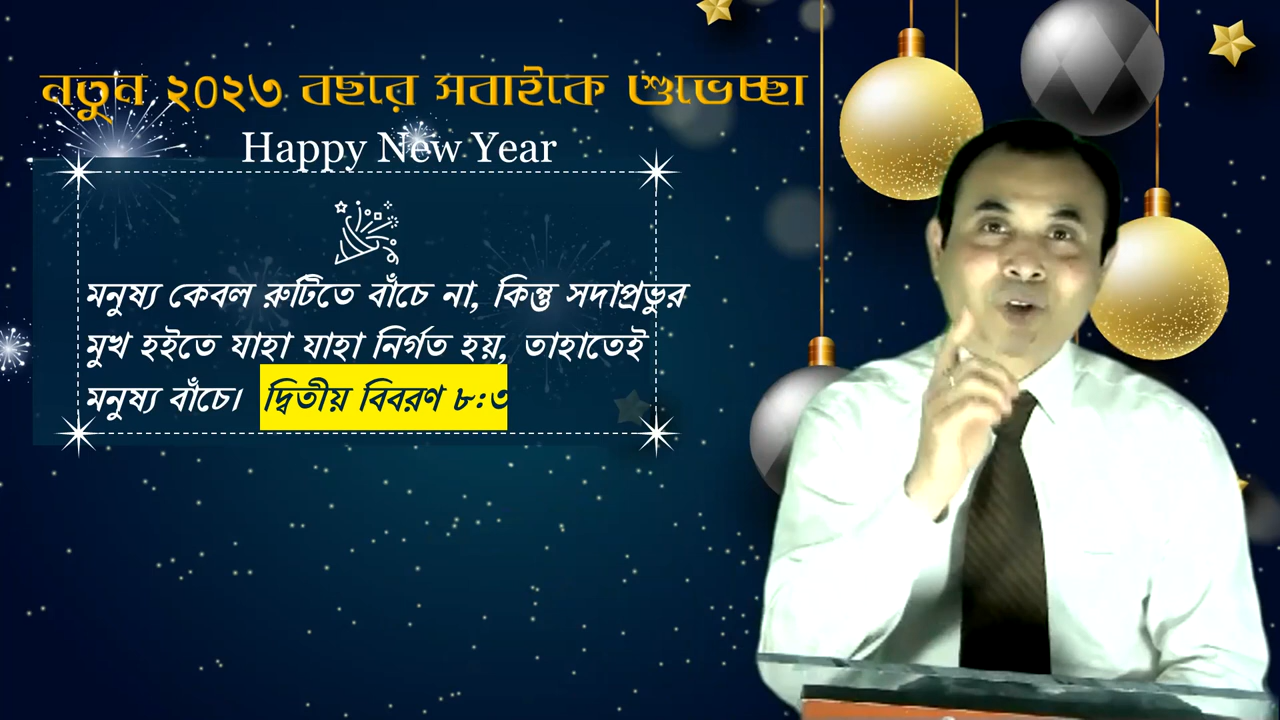 নতুন ২০২৩ বছরে সবাইকে শুভেচ্ছা
Happy New Year
মনুষ্য কেবল রুটিতে বাঁচে না, কিন্তু সদাপ্রভুর
মুখ হইতে যাহা যাহা নির্গত হয়, তাহাতেই
মনুষ্য বাঁচে। দ্বিতীয় বিবরণ ৮:৩